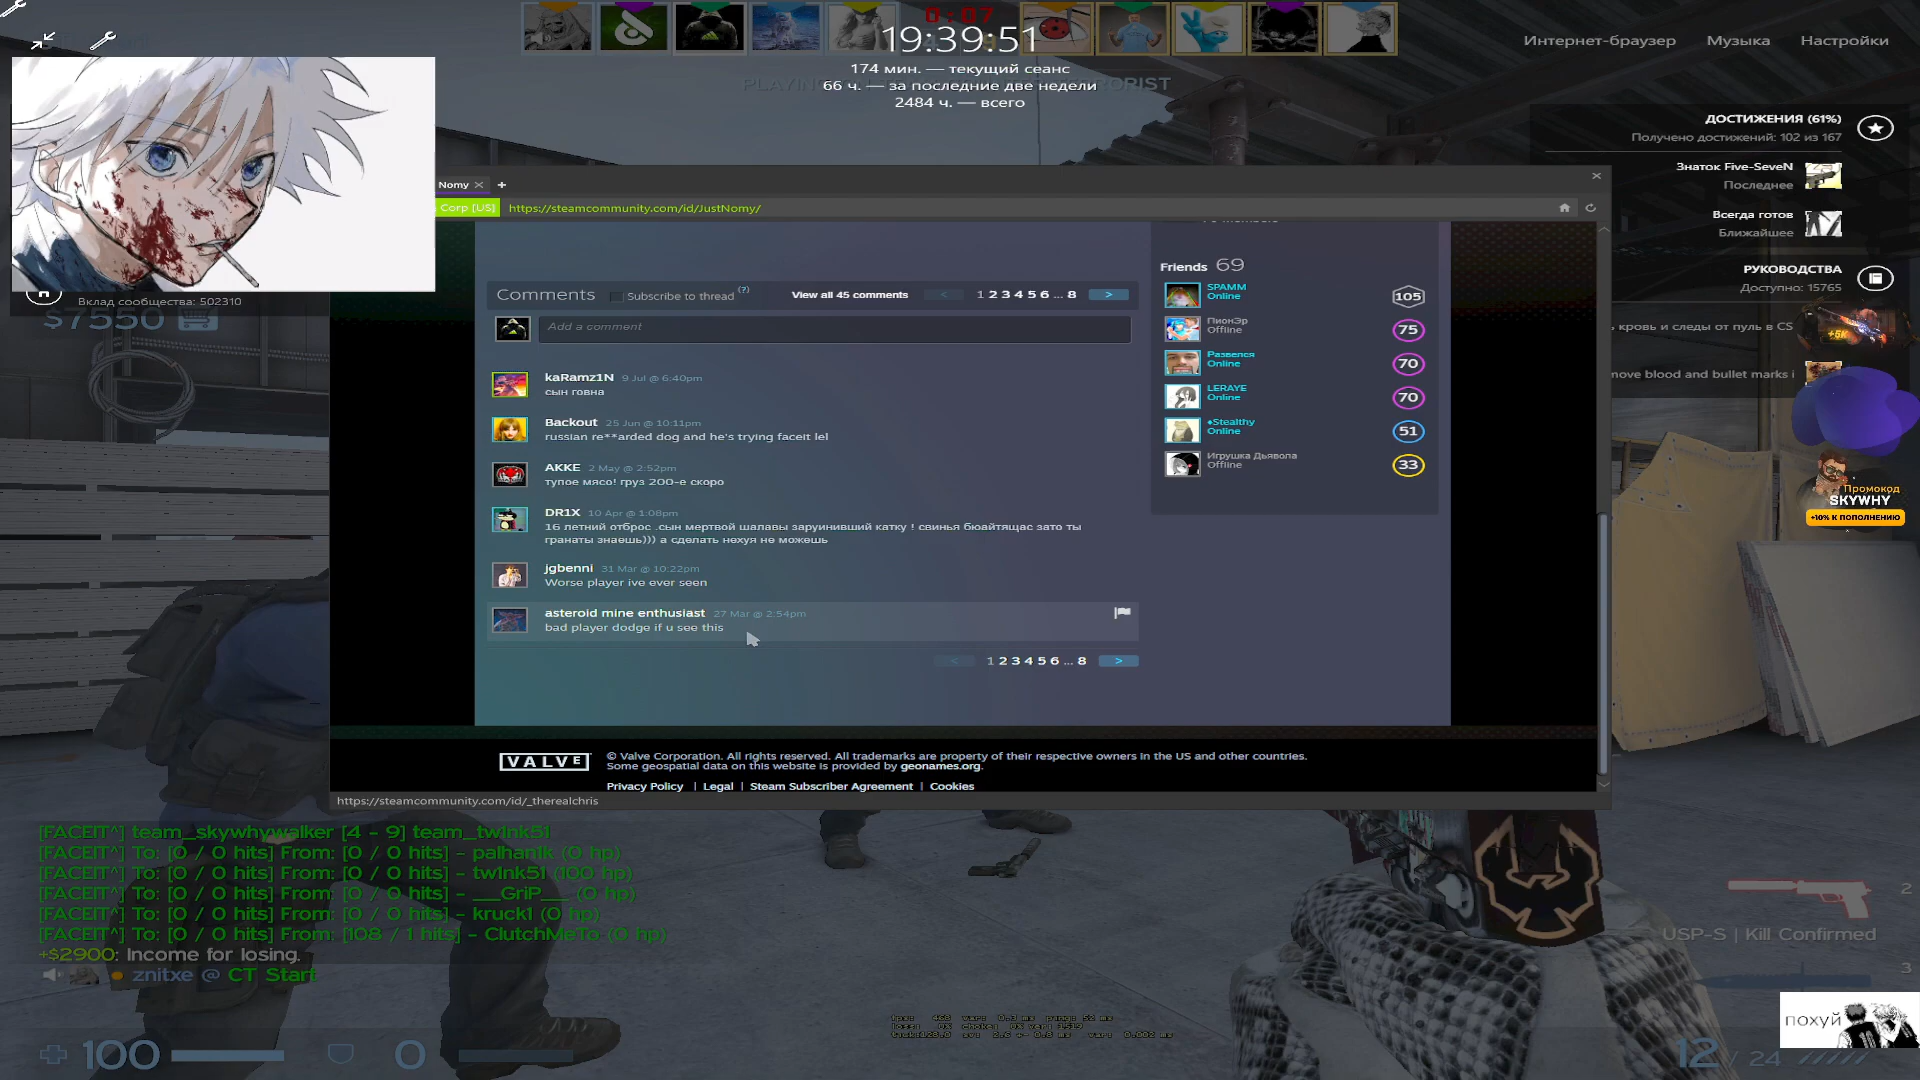 0:07
19:39:51
174 мин. — текущий сеанс
66 ч. — за последние две недели
2484 ч. — всего
Интернет-браузер Музыка Настройки
ДОСТИЖЕНИЯ (61%)
Получено достижений: 102 из 167
Знаток Five-SeveN
Последнее
Всегда готов
Ближайшее
РУКОВОДСТВА
Доступно: 15765
кровь и следы от пуль в CS
move blood and bullet marks i
+5K
Промокод
SKYWHY
+10% К ПОПОЛНЕНИЮ
Вклад сообщества: 502310
$7550
Nomy
Corp [US] https://steamcommunity.com/id/JustNomy/
Comments Subscribe to thread (?) View all 45 comments < 1 2 3 4 5 6 ... 8 >
Add a comment
kaRamz1N 9 Jul @ 6:40pm
сын говна
Backout 25 Jun @ 10:11pm
russian re**arded dog and he's trying faceit lel
AKKE 2 May @ 2:52pm
тупое мясо! груз 200-е скоро
DR1X 10 Apr @ 1:08pm
16 летний отброс .сын мертвой шалавы заруинивший катку ! свинья бюайтящас зато ты
гранаты знаешь))) а сделать нехуя не можешь
jgbenni 31 Mar @ 10:22pm
Worse player ive ever seen
asteroid mine enthusiast 27 Mar @ 2:54pm
bad player dodge if u see this
< 1 2 3 4 5 6 ... 8 >
Friends 69
SPAMM
Online
105
ПионЭр
Offline
75
Развелся
Online
70
LERAYE
Online
70
•Stealthy
Online
51
Игрушка Дьявола
Offline
33
VALVE
© Valve Corporation. All rights reserved. All trademarks are property of their respective owners in the US and other countries.
Some geospatial data on this website is provided by geonames.org.
Privacy Policy | Legal | Steam Subscriber Agreement | Cookies
https://steamcommunity.com/id/_therealchris
[FACEIT^] team_skywhywalker [4 - 9] team_tw1nk51
[FACEIT^] To: [0 / 0 hits] From: [0 / 0 hits] - palhan1k (0 hp)
[FACEIT^] To: [0 / 0 hits] From: [0 / 0 hits] - tw1nk51 (100 hp)
[FACEIT^] To: [0 / 0 hits] From: [0 / 0 hits] - __GriP__ (0 hp)
[FACEIT^] To: [0 / 0 hits] From: [0 / 0 hits] - kruck1 (0 hp)
[FACEIT^] To: [0 / 0 hits] From: [108 / 1 hits] - ClutchMeTo (0 hp)
+$2900: Income for losing.
znitxe @ CT Start
100
0
2
USP-S | Kill Confirmed
3
похуй
12 / 24